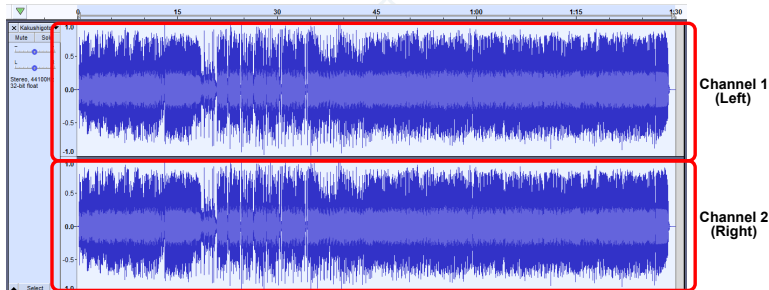 0 15 30 45 1:00 1:15 1:30
× Kakushigoto
Mute Solo
- +
L R
Stereo, 44100Hz
32-bit float
1.0
0.5-
0.0-
-0.5-
-1.0
Channel 1
(Left)
1.0
0.5-
0.0-
-0.5-
-1.0
Channel 2
(Right)
Select